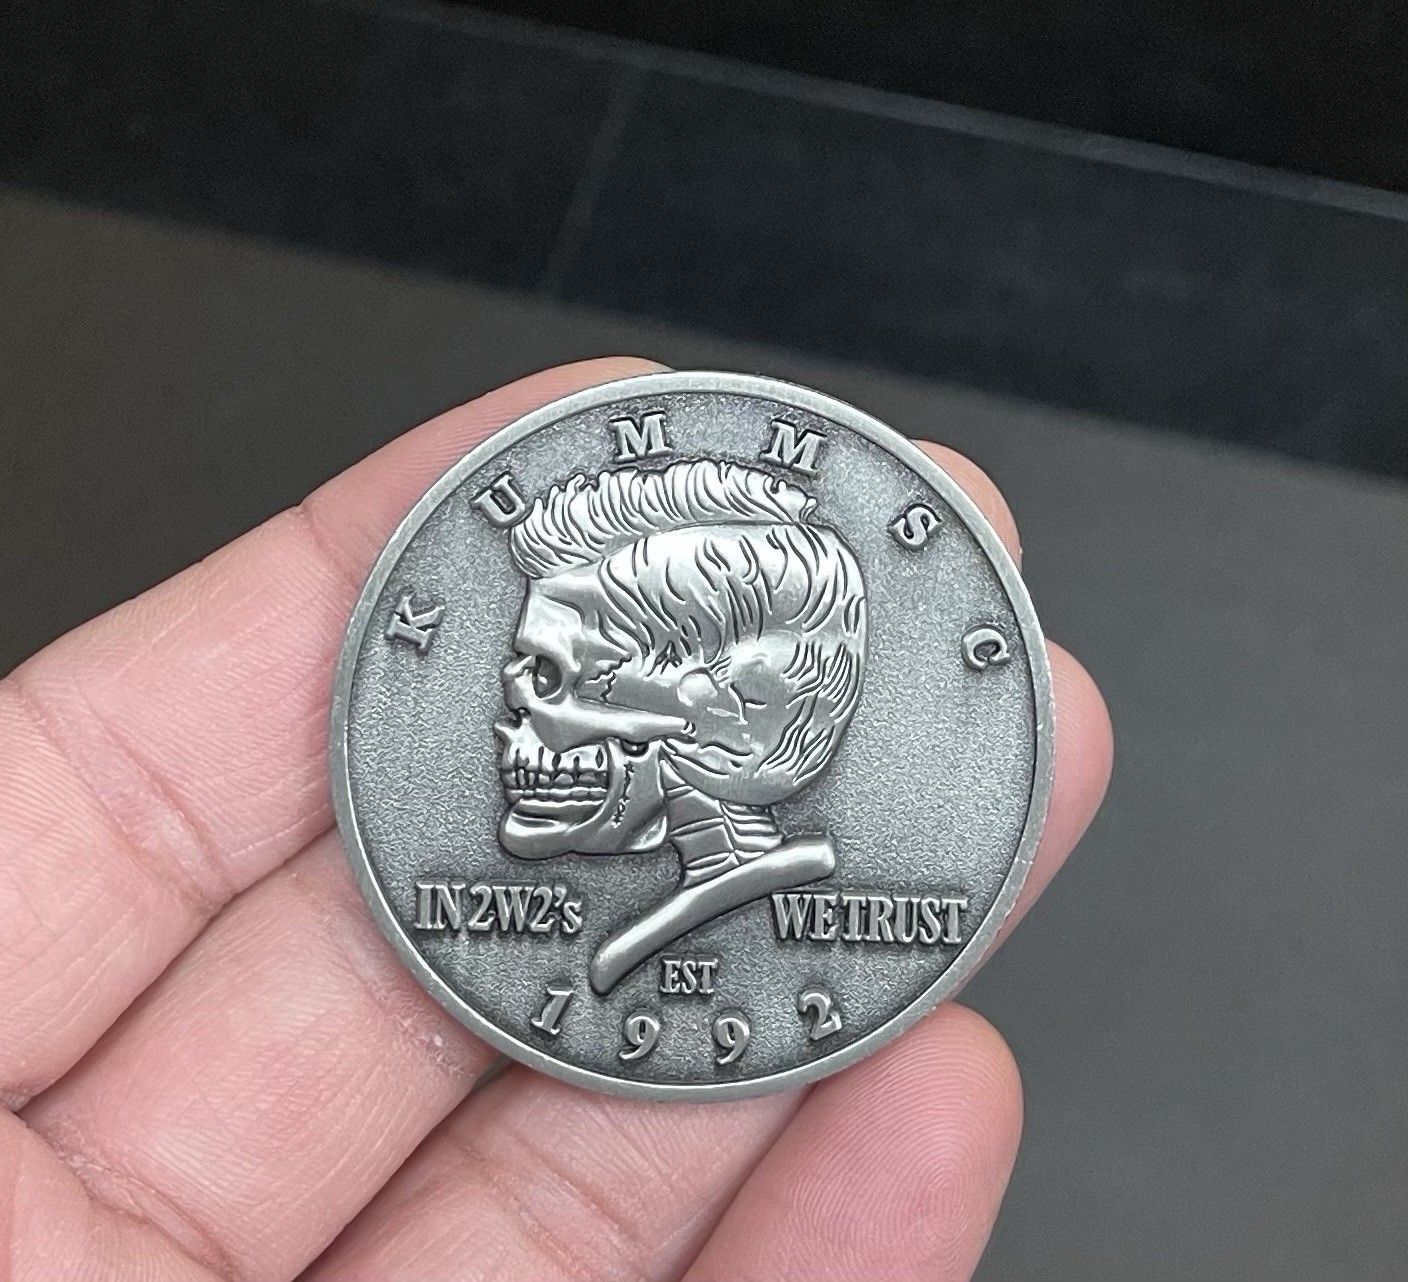 KUMMSC
IN 2W2's
WE TRUST
EST
1992